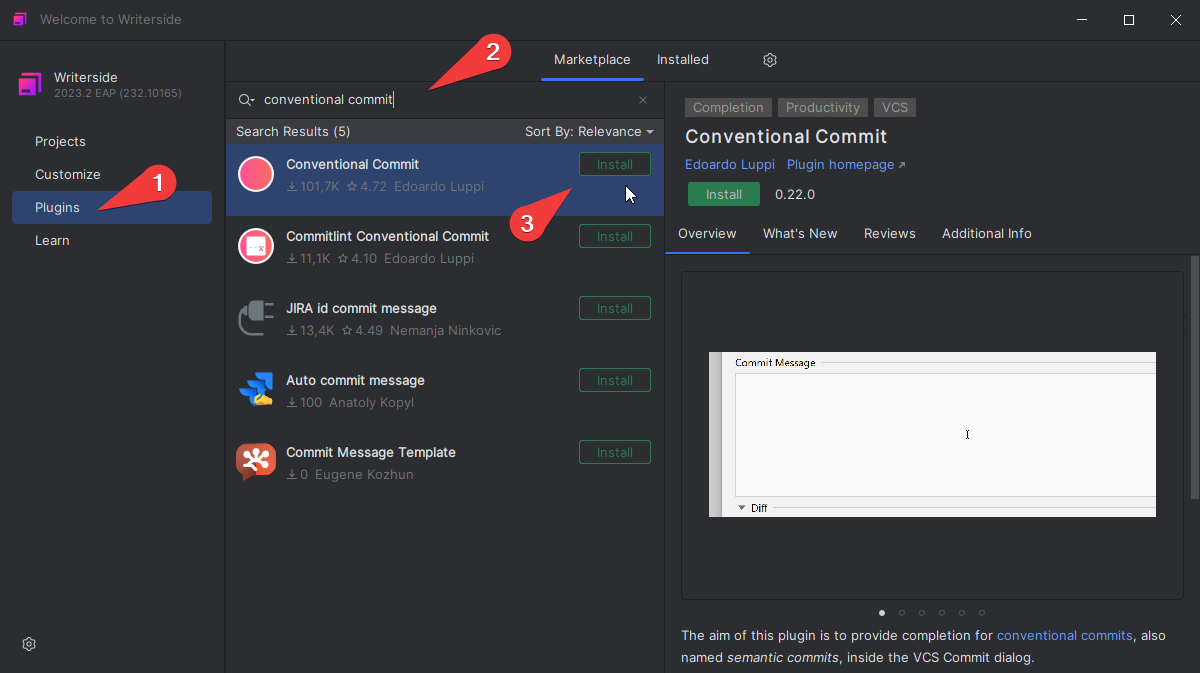 Welcome to Writerside
Writerside
2023.2 EAP (232.10165)
Projects
Customize
1
Plugins
Learn
Marketplace
Installed
2
conventional commit
Search Results (5)
Sort By: Relevance
Conventional Commit
Install
101,7K 4.72 Edoardo Luppi
3
Commitlint Conventional Commit
Install
11,1K 4.10 Edoardo Luppi
JIRA id commit message
Install
13,4K 4.49 Nemanja Ninkovic
Auto commit message
Install
100 Anatoly Kopyl
Commit Message Template
Install
0 Eugene Kozhun
Completion Productivity VCS
Conventional Commit
Edoardo Luppi Plugin homepage ↗
Install 0.22.0
Overview What's New Reviews Additional Info
Commit Message
Diff
The aim of this plugin is to provide completion for conventional commits, also
named semantic commits, inside the VCS Commit dialog.